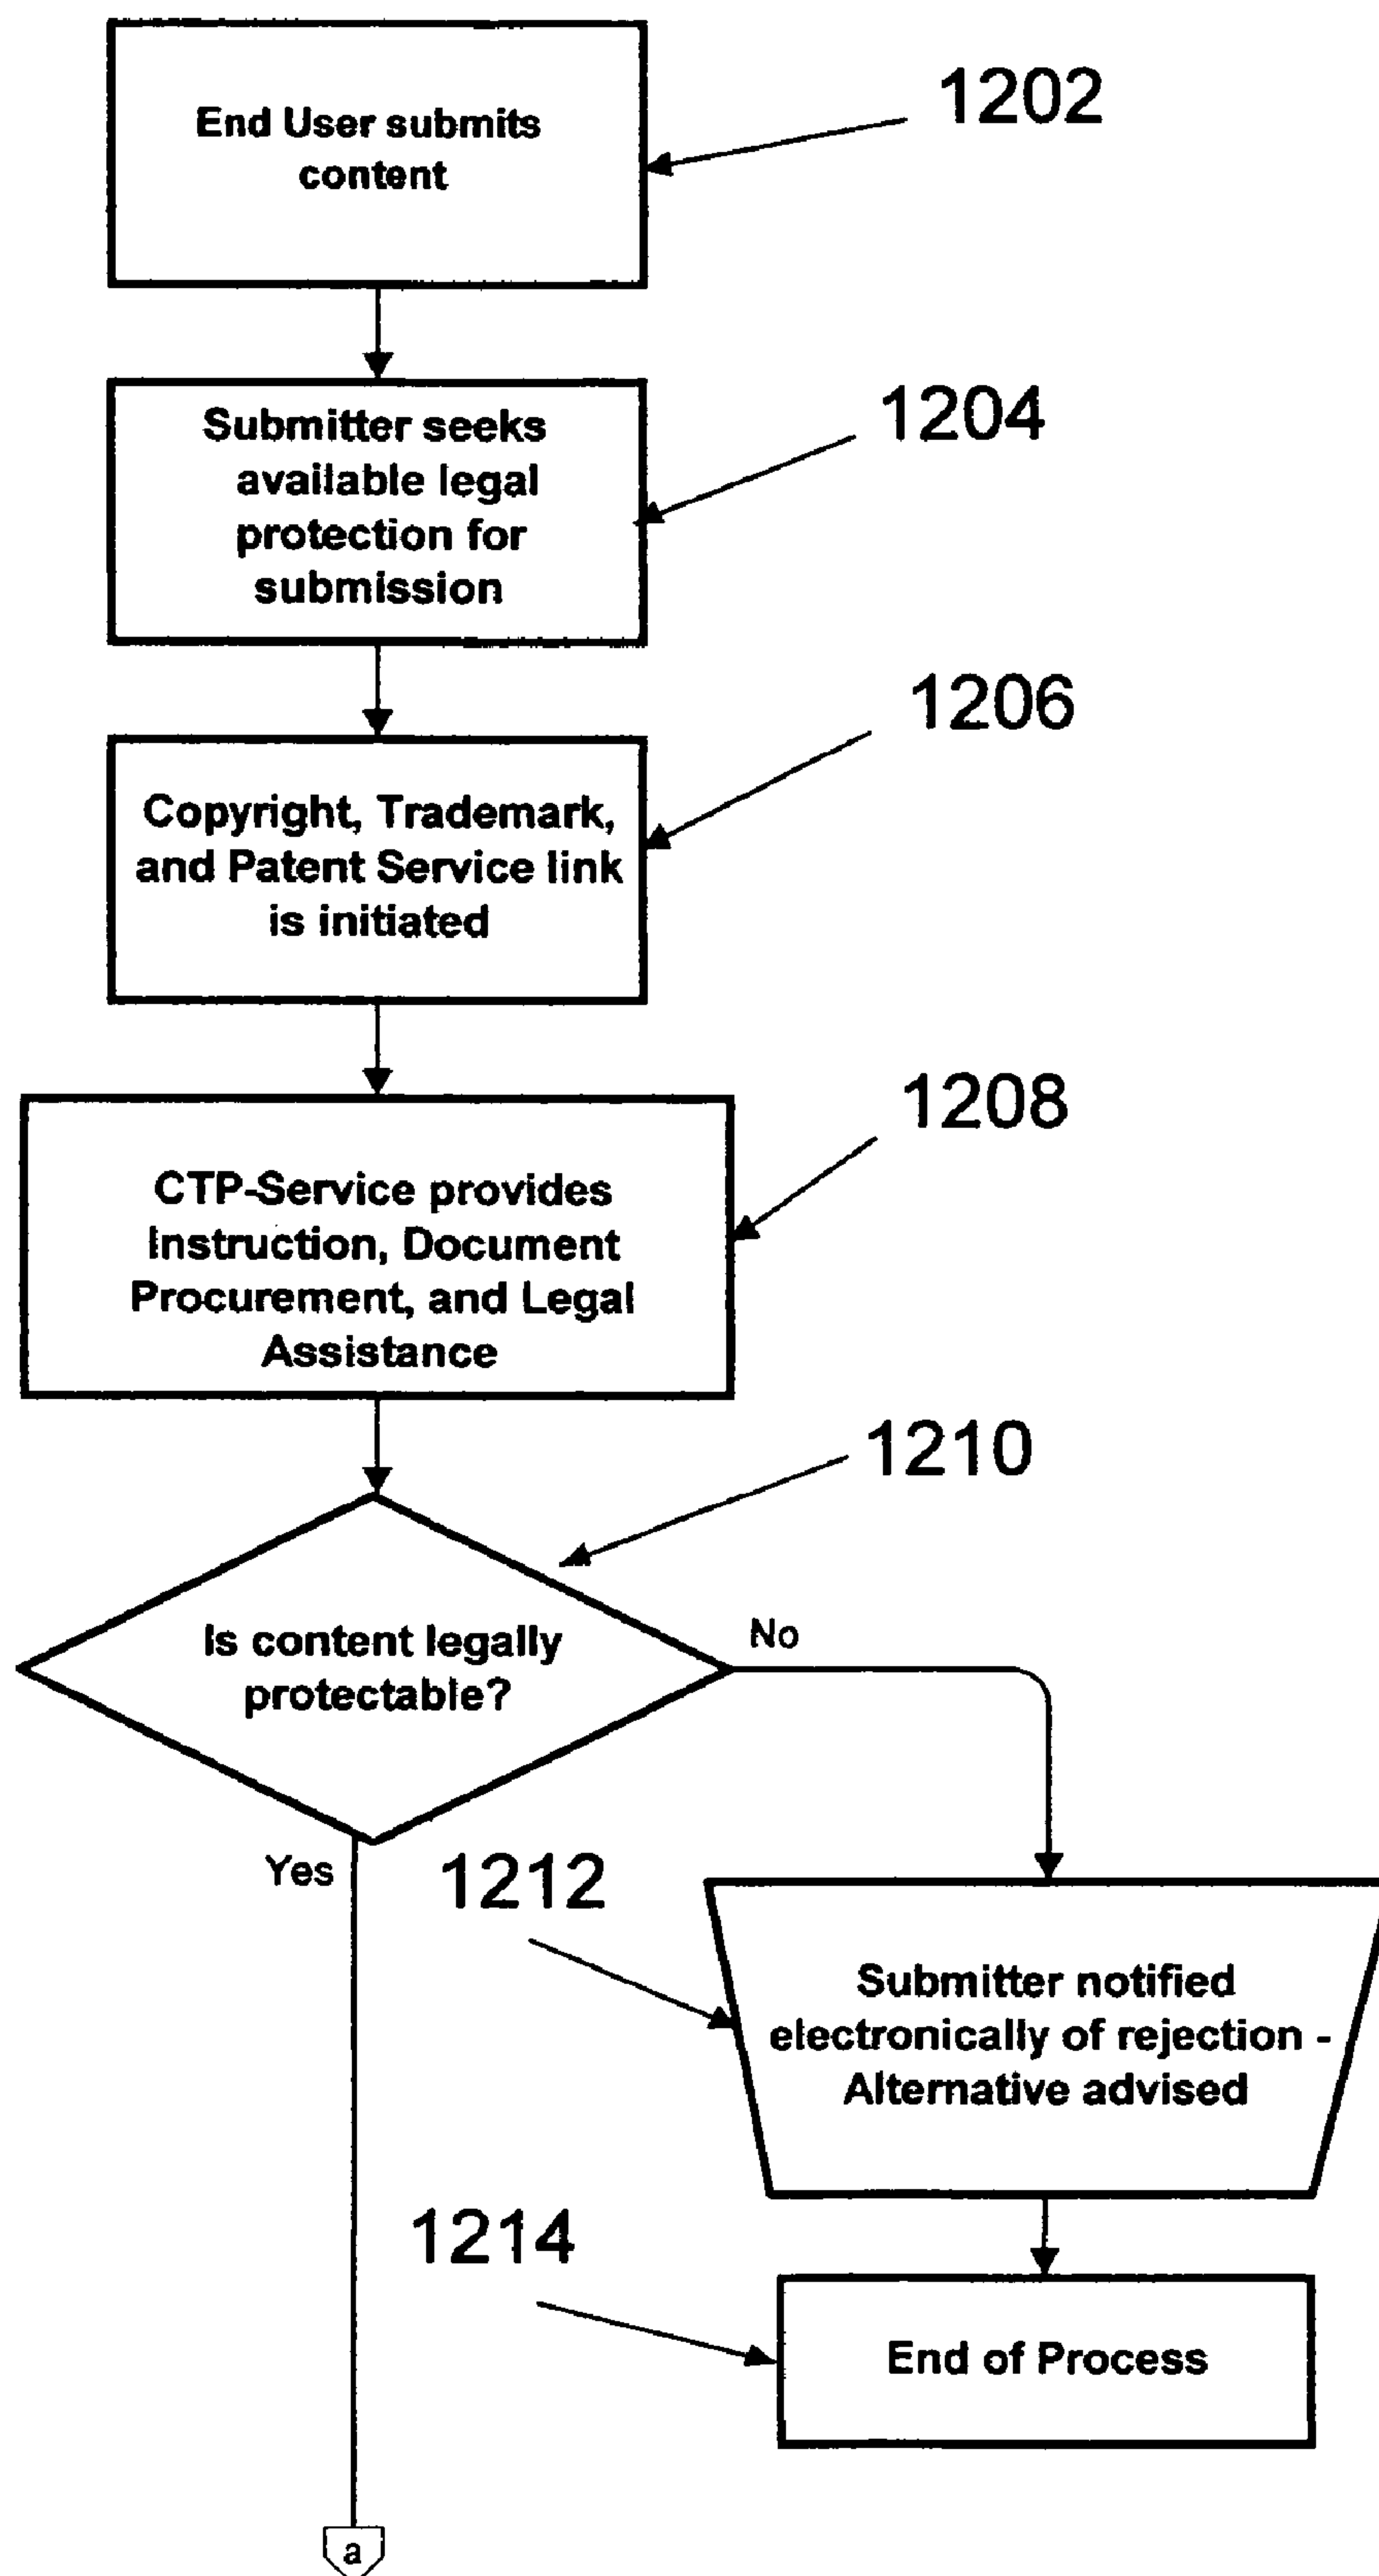 End User submits
content
1202
Submitter seeks
available legal
protection for
submission
1204
Copyright, Trademark,
and Patent Service link
is initiated
1206
CTP-Service provides
Instruction, Document
Procurement, and Legal
Assistance
1208
1210
Is content legally
protectable?
No
Yes
1212
Submitter notified
electronically of rejection -
Alternative advised
1214
End of Process
a